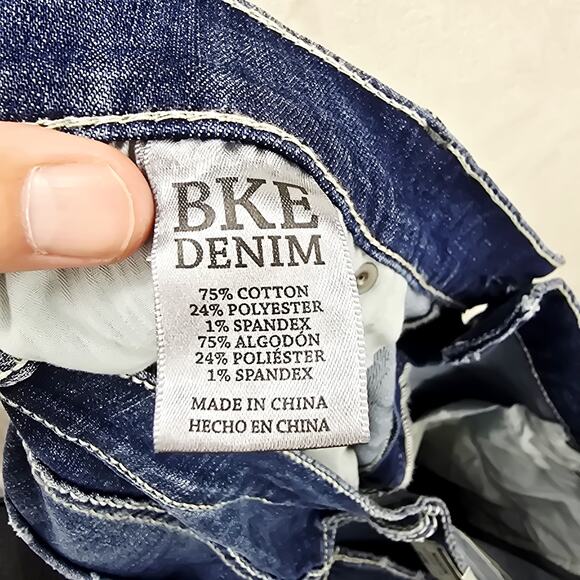 BKE
DENIM
75% COTTON
24% POLYESTER
1% SPANDEX
75% ALGODÓN
24% POLIÉSTER
1% SPANDEX
MADE IN CHINA
HECHO EN CHINA